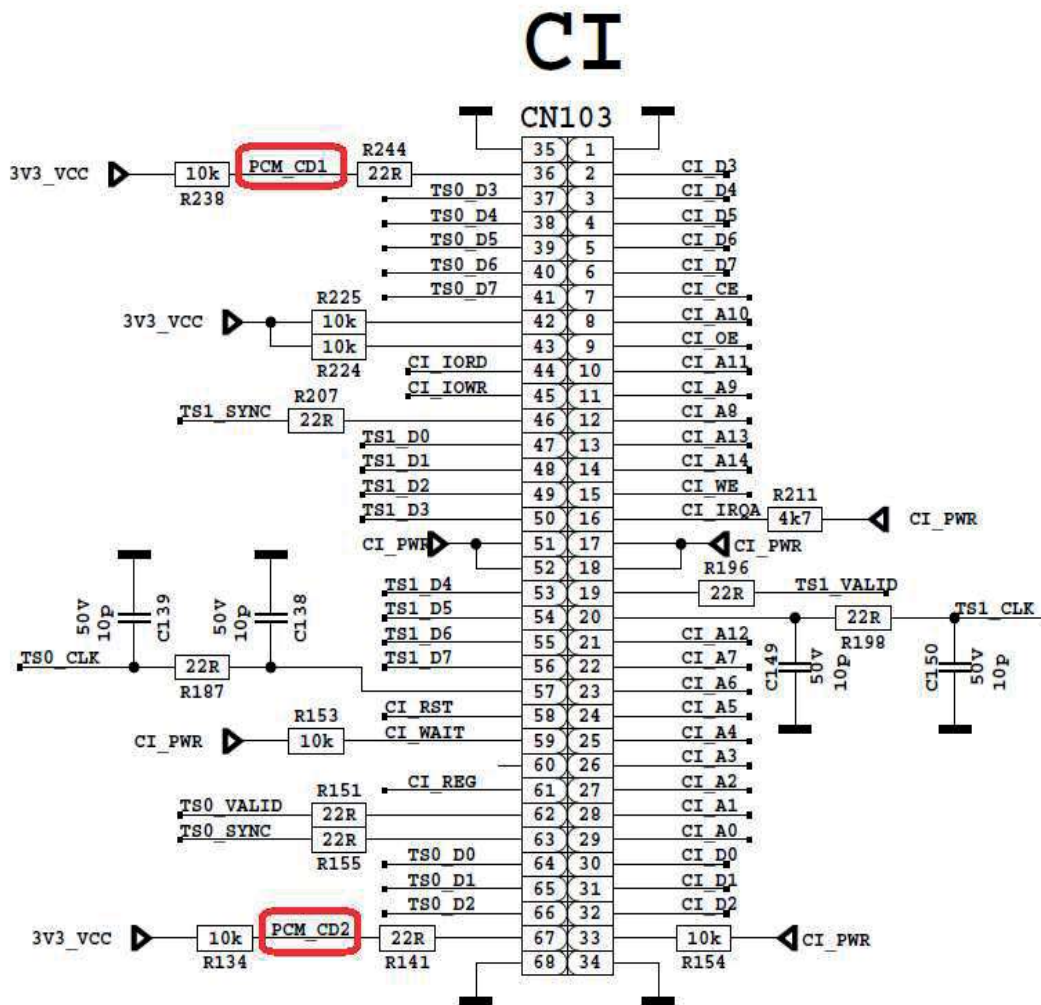 CI
CN103
35 1
3V3_VCC 10k R238 PCM_CD1 R244 22R 36 2 CI_D3
TS0_D3 37 3 CI_D4
TS0_D4 38 4 CI_D5
TS0_D5 39 5 CI_D6
TS0_D6 40 6 CI_D7
TS0_D7 41 7 CI_CE
3V3_VCC R225 10k 42 8 CI_A10
10k R224 43 9 CI_OE
CI_IORD 44 10 CI_A11
CI_IOWR 45 11 CI_A9
TS1_SYNC R207 22R 46 12 CI_A8
TS1_D0 47 13 CI_A13
TS1_D1 48 14 CI_A14
TS1_D2 49 15 CI_WE
TS1_D3 50 16 CI_IRQA R211 4k7 CI_PWR
CI_PWR 51 17 CI_PWR
52 18
TS1_D4 53 19 R196 22R TS1_VALID
TS1_D5 54 20 22R R198 TS1_CLK
50v 10p C139 50v 10p C138
TS1_D6 55 21 CI_A12
C149 50v 10p C150 50v 10p
TS0_CLK 22R R187 TS1_D7 56 22 CI_A7
57 23 CI_A6
CI_RST 58 24 CI_A5
CI_PWR R153 10k CI_WAIT 59 25 CI_A4
60 26 CI_A3
CI_REG 61 27 CI_A2
TS0_VALID R151 22R 62 28 CI_A1
TS0_SYNC 22R R155 63 29 CI_A0
TS0_D0 64 30 CI_D0
TS0_D1 65 31 CI_D1
TS0_D2 66 32 CI_D2
3V3_VCC 10k R134 PCM_CD2 22R R141 67 33 10k R154 CI_PWR
68 34